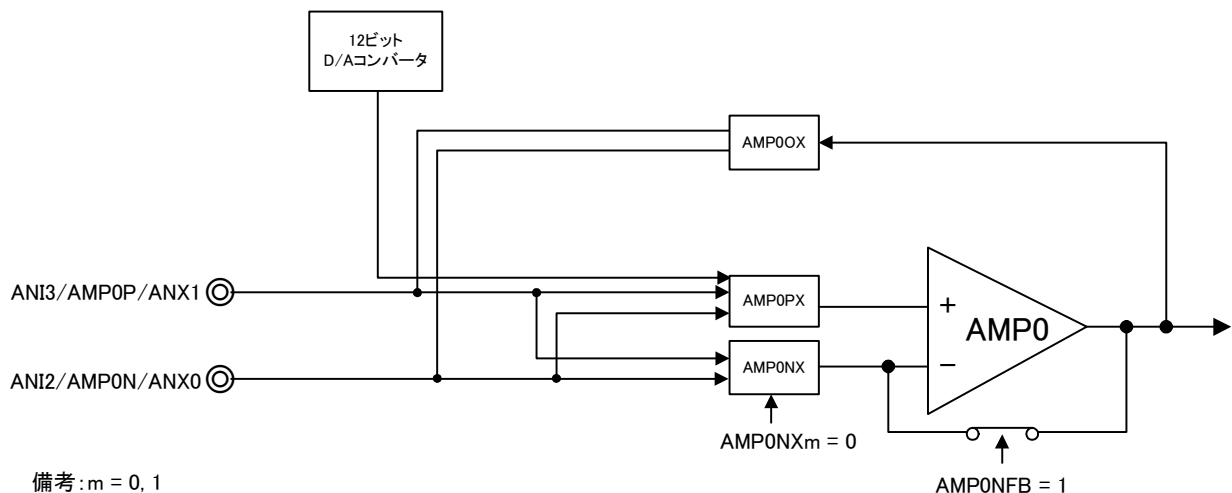 12ビット
D/Aコンバータ
AMP0OX
ANI3/AMP0P/ANX1
AMP0PX
+
AMP0
−
ANI2/AMP0N/ANX0
AMP0NX
AMP0NXm = 0
AMP0NFB = 1
備考:m = 0, 1